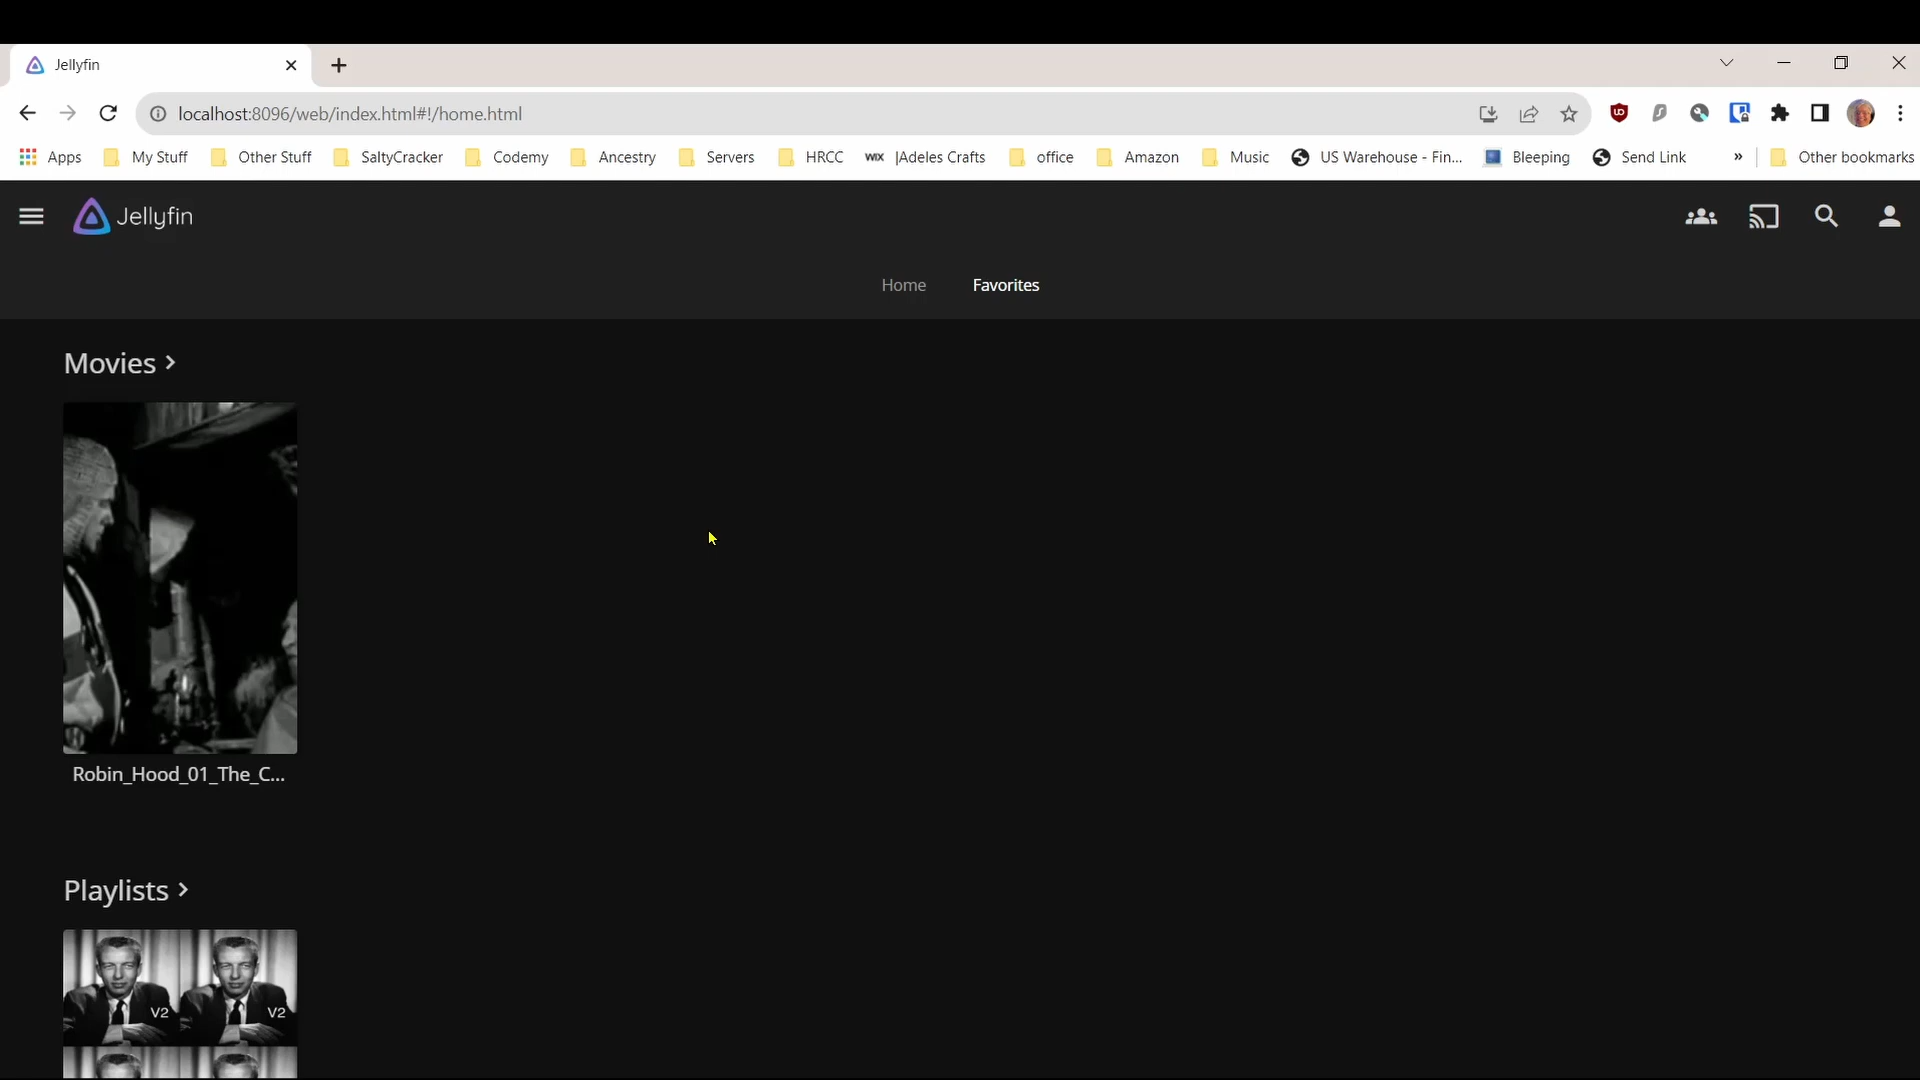 Jellyfin
localhost:8096/web/index.html#!/home.html
Apps My Stuff Other Stuff SaltyCracker Codemy Ancestry Servers HRCC WIX |Adeles Crafts office Amazon Music US Warehouse - Fin... Bleeping Send Link » Other bookmarks
Jellyfin
Home Favorites
Movies
Robin_Hood_01_The_C...
Playlists
V2 V2